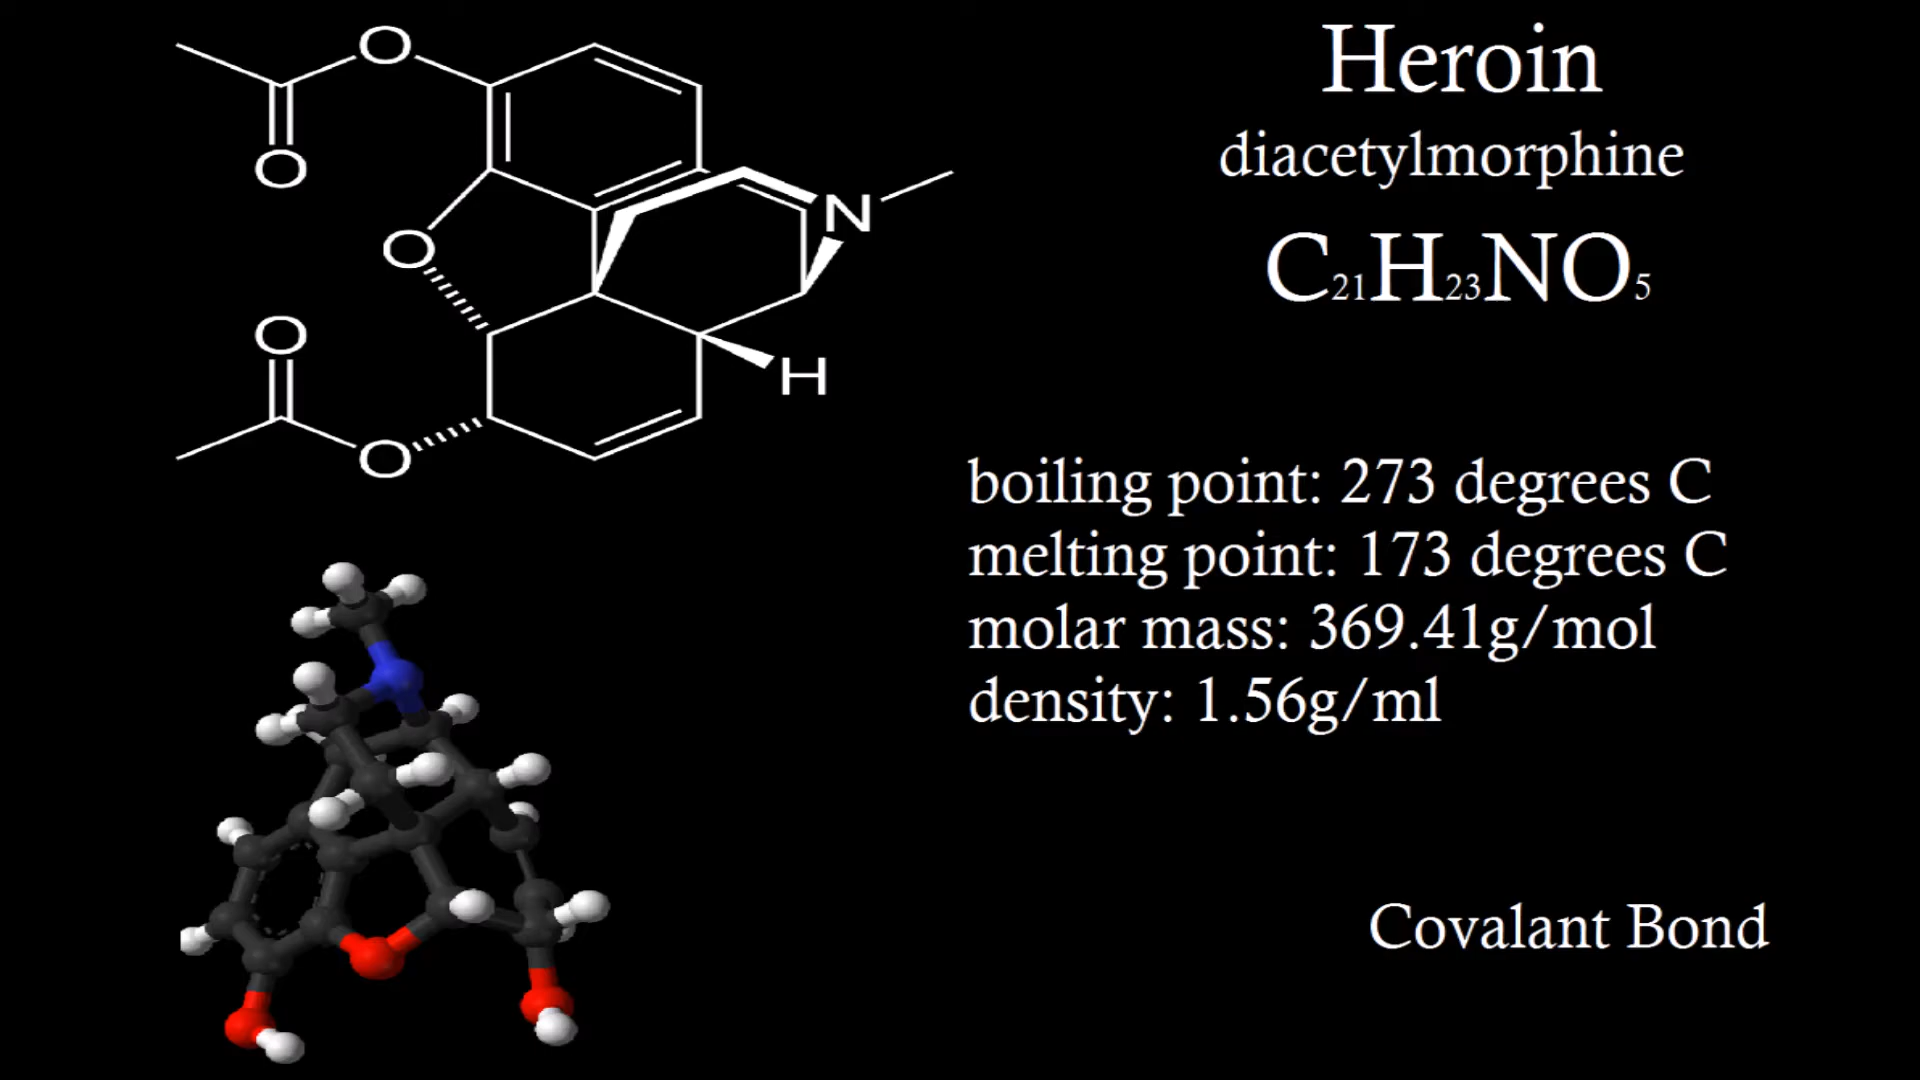 Heroin
diacetylmorphine
C₂₁H₂₃NO₅
O
O
O
N
O
H
O
boiling point: 273 degrees C
melting point: 173 degrees C
molar mass: 369.41g/mol
density: 1.56g/ml
Covalant Bond